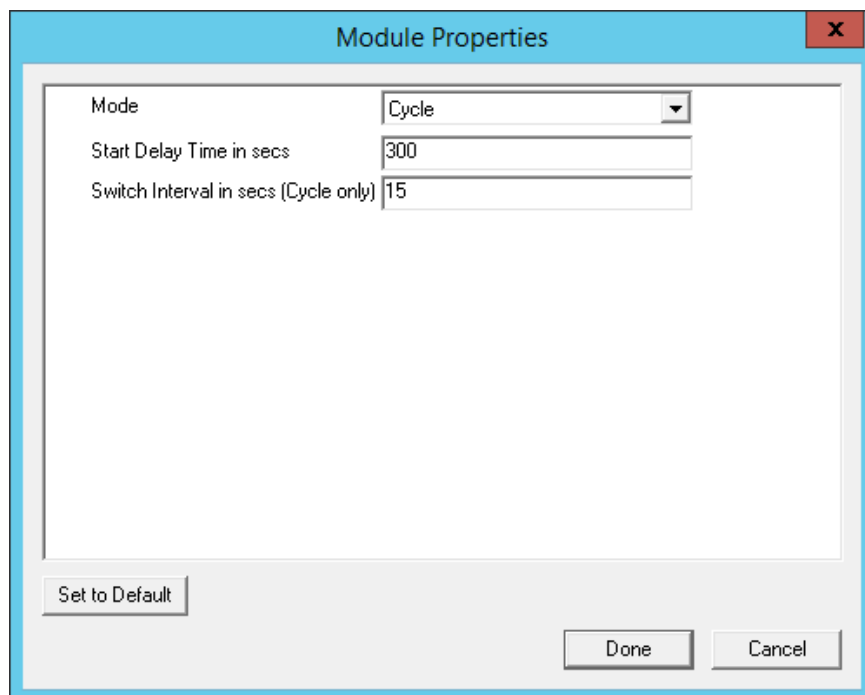 Module Properties
x
Mode Cycle
Start Delay Time in secs 300
Switch Interval in secs (Cycle only) 15
Set to Default
Done Cancel